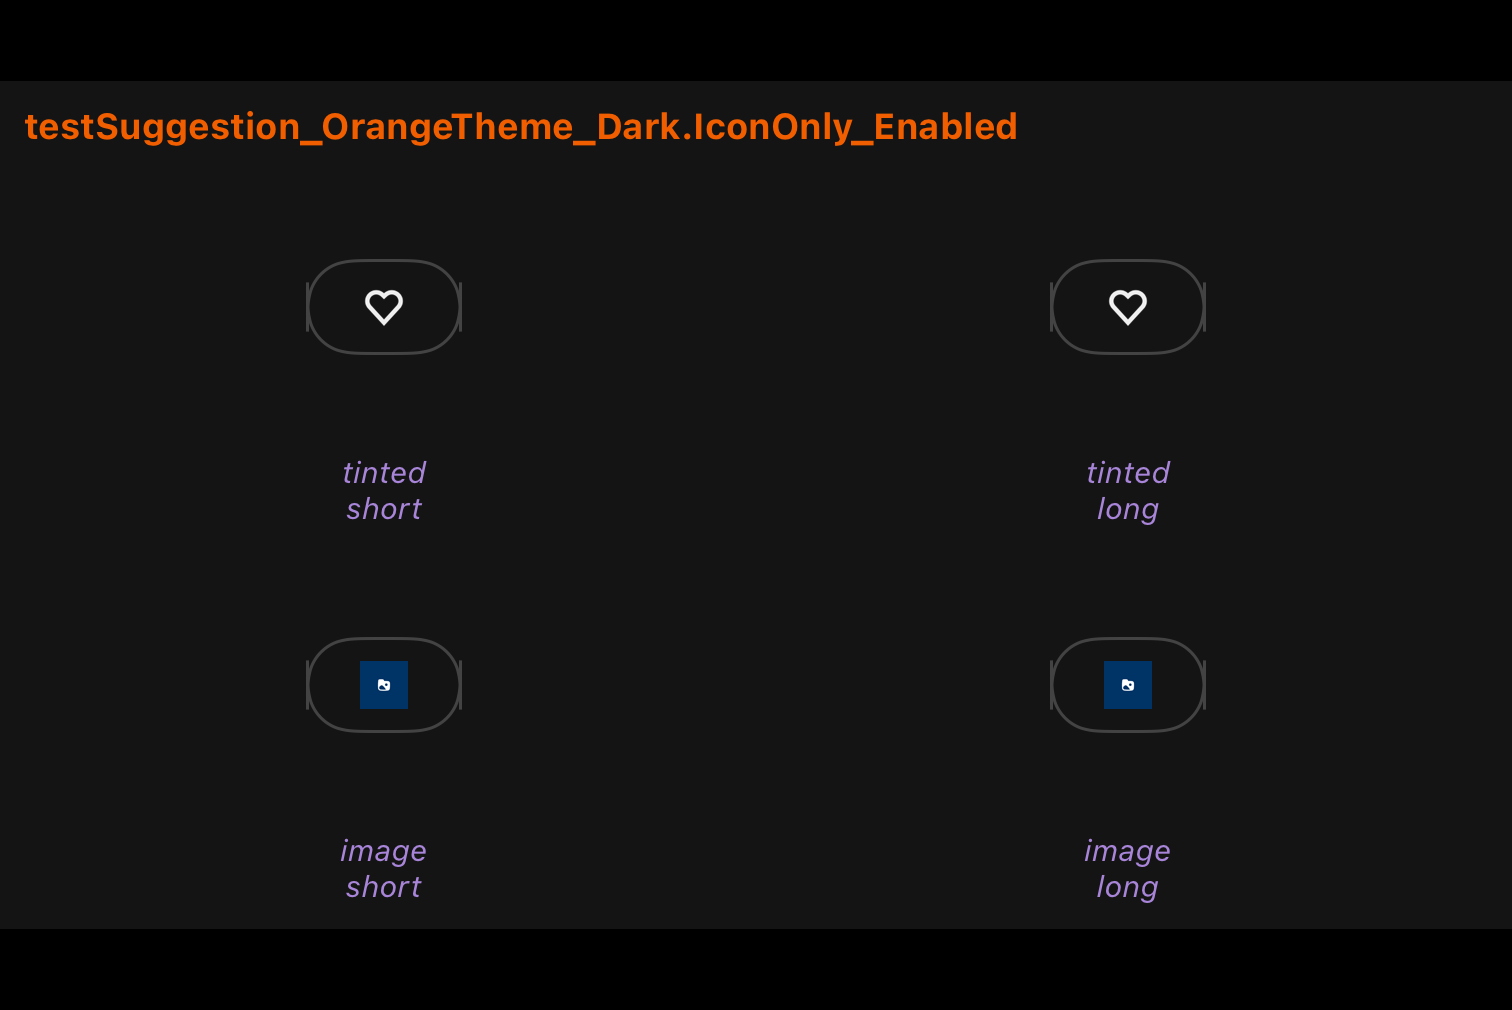 testSuggestion_OrangeTheme_Dark.IconOnly_Enabled
tinted
short
tinted
long
image
short
image
long